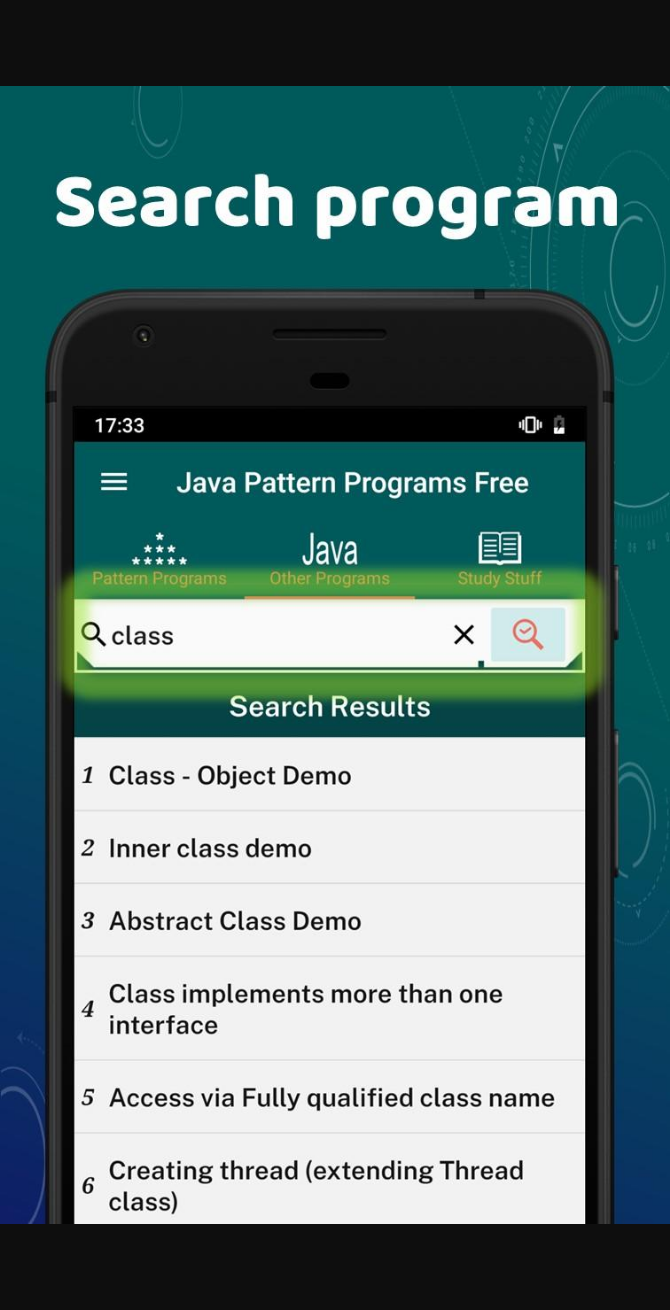 Search program
17:33
Java Pattern Programs Free
Java
Pattern Programs
Other Programs
Study Stuff
class
Search Results
1 Class - Object Demo
2 Inner class demo
3 Abstract Class Demo
4 Class implements more than one
interface
5 Access via Fully qualified class name
6 Creating thread (extending Thread
class)